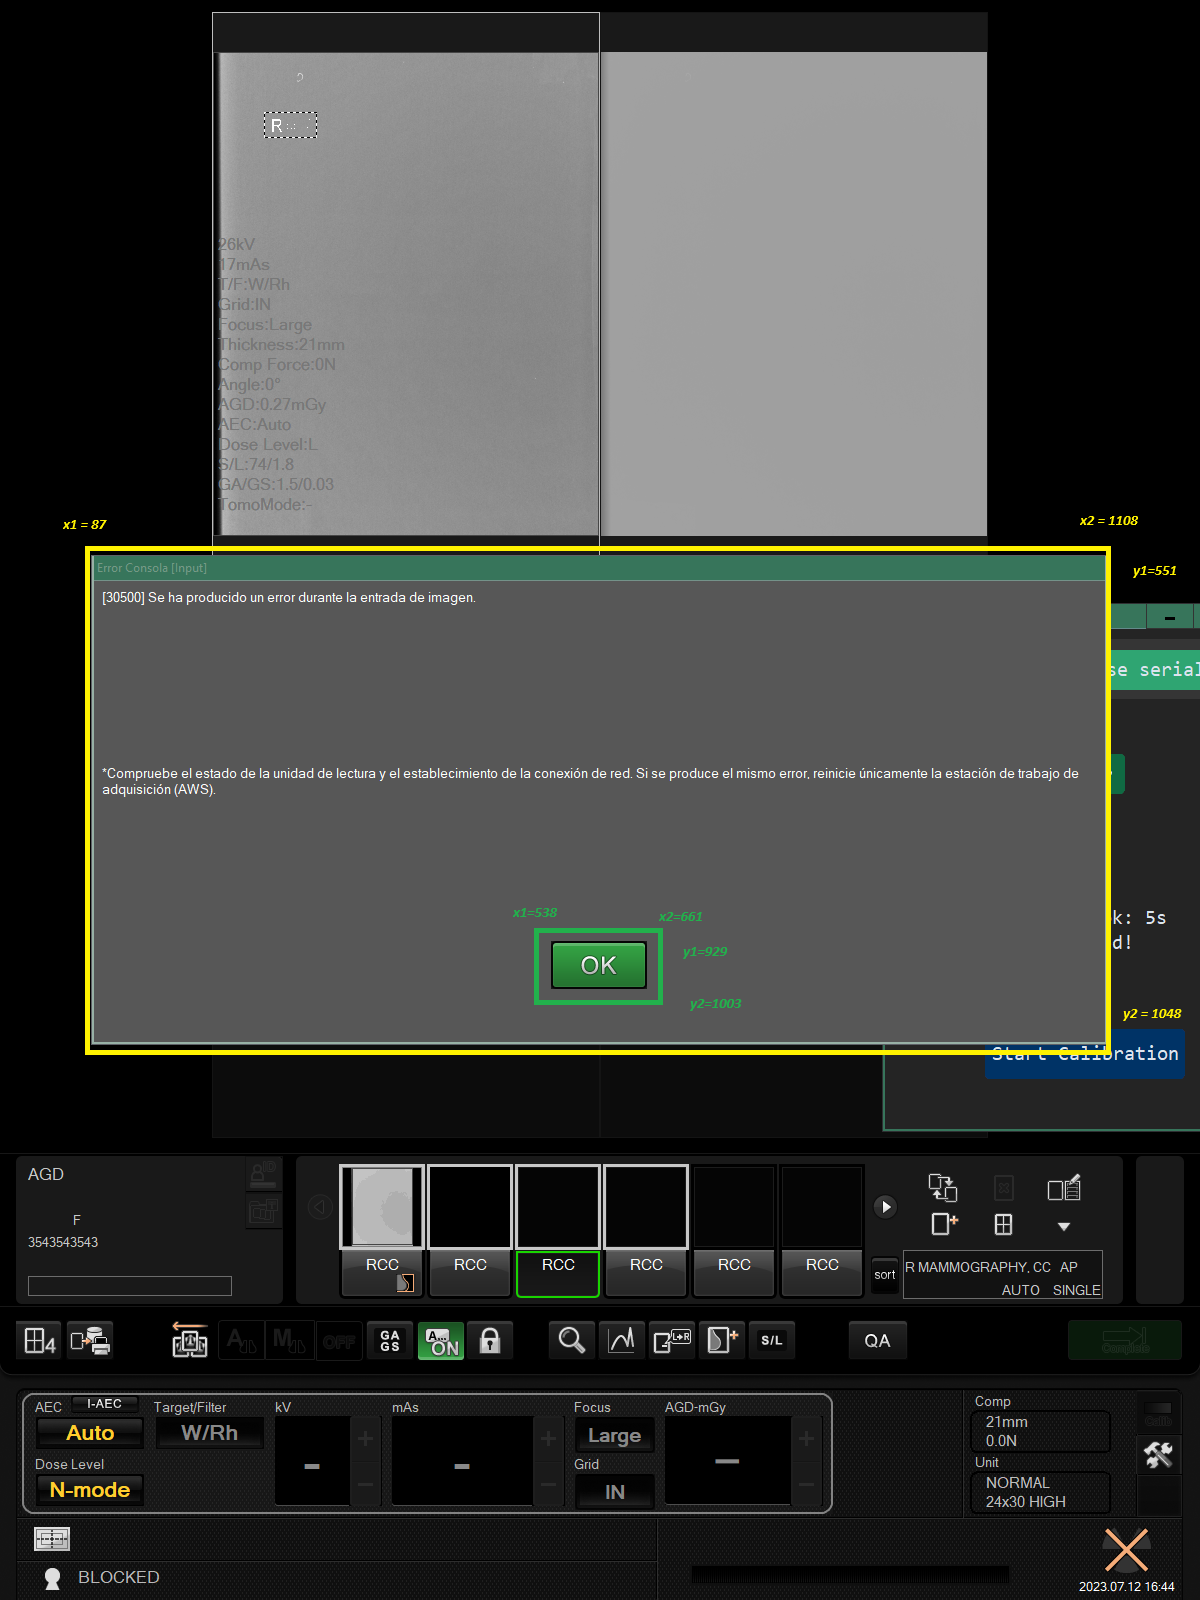 R
26kV
17mAs
T/F:W/Rh
Grid:IN
Focus:Large
Thickness:21mm
Comp Force:0N
Angle:0°
AGD:0.27mGy
AEC:Auto
Dose Level:L
S/L:74/1.8
GA/GS:1.5/0.03
TomoMode:-
x1 = 87
x2 = 1108
y1=551
Error Consola [Input]
[30500] Se ha producido un error durante la entrada de imagen.
se serial
*Compruebe el estado de la unidad de lectura y el establecimiento de la conexión de red. Si se produce el mismo error, reinicie únicamente la estación de trabajo de
adquisición (AWS).
x1=538
x2=661
k: 5s
d!
y1=929
OK
y2=1003
y2 = 1048
Start Calibration
AGD
F
3543543543
RCC
RCC
RCC
RCC
RCC
RCC
sort
R MAMMOGRAPHY, CC AP
AUTO SINGLE
4
A
M
OFF
GA
GS
A...
ON
L↔R
S/L
QA
Complete
AEC
I-AEC
Auto
Dose Level
N-mode
Target/Filter
W/Rh
kV
–
mAs
–
Focus
Large
Grid
IN
AGD-mGy
–
Comp
21mm
0.0N
Unit
NORMAL
24x30 HIGH
BLOCKED
2023.07.12 16:44